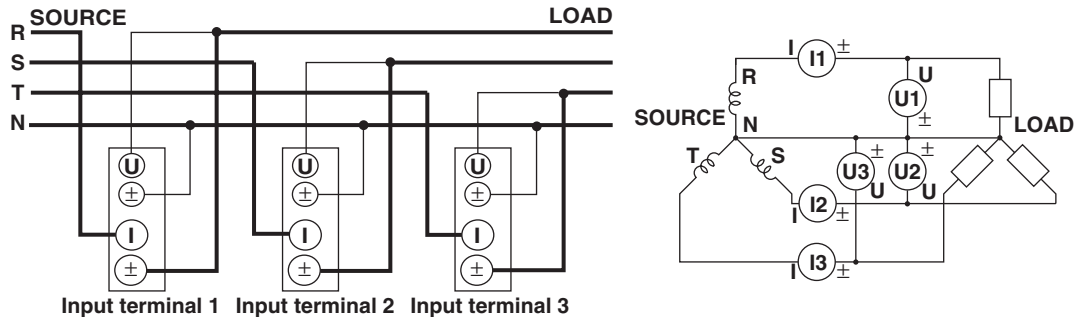 SOURCE LOAD
R
S
T
N
U U U
± ± ±
I I I
± ± ±
Input terminal 1 Input terminal 2 Input terminal 3
I I1 ±
R U
U1
±
SOURCE N LOAD
T S ± ±
U3 U2
U U
I I2 ±
I I3 ±